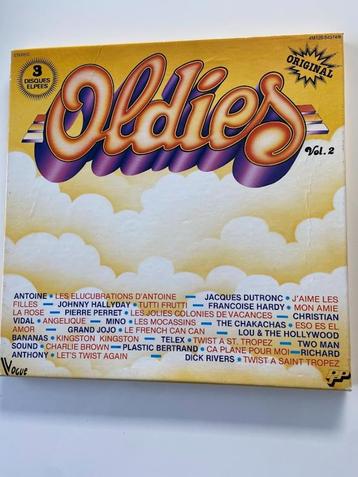 STEREO
3
DISQUES
ELPEES
ORIGINAL
Oldies
Vol. 2
ANTOINE • LES ELUCUBRATIONS D'ANTOINE — JACQUES DUTRONC • J'AIME LES
FILLES — JOHNNY HALLYDAY • TUTTI FRUTTI — FRANCOISE HARDY • MON AMIE
LA ROSE — PIERRE PERRET • LES JOLIES COLONIES DE VACANCES — CHRISTIAN
VIDAL • ANGELIQUE — MINO • LES MOCASSINS — THE CHAKACHAS • ESO ES EL
AMOR — GRAND JOJO • LE FRENCH CAN CAN — LOU & THE HOLLYWOOD
BANANAS • KINGSTON KINGSTON — TELEX • TWIST A ST. TROPEZ — TWO MAN
SOUND • CHARLIE BROWN — PLASTIC BERTRAND • CA PLANE POUR MOI — RICHARD
ANTHONY • LET'S TWIST AGAIN — DICK RIVERS • TWIST A SAINT TROPEZ
VOGUE